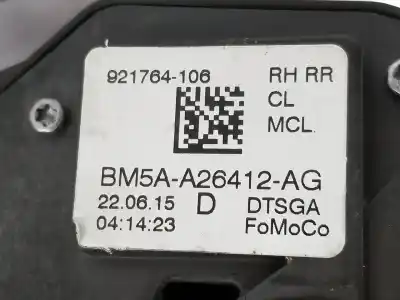 921764-106 RH RR
CL
MCL
BM5A-A26412-AG
22.06.15 D DTSGA
04:14:23 FoMoCo